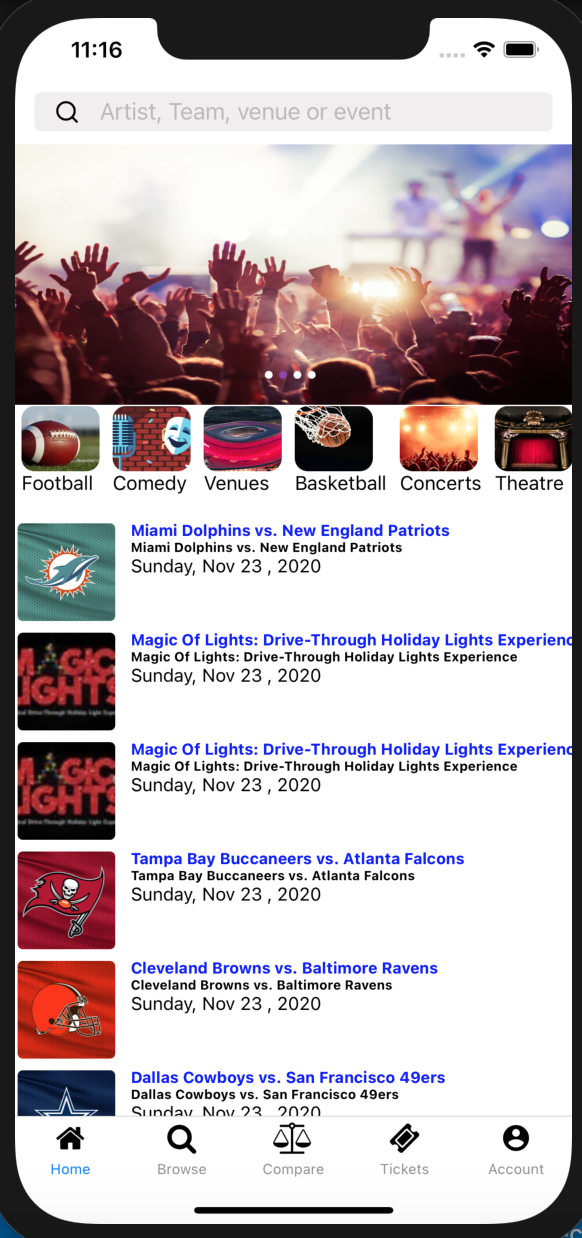 11:16
Artist, Team, venue or event
Football Comedy Venues Basketball Concerts Theatre
Miami Dolphins vs. New England Patriots
Miami Dolphins vs. New England Patriots
Sunday, Nov 23 , 2020
MAGIC
LIGHTS
Magic Of Lights: Drive-Through Holiday Lights Experienc
Magic Of Lights: Drive-Through Holiday Lights Experience
Sunday, Nov 23 , 2020
MAGIC
LIGHTS
Magic Of Lights: Drive-Through Holiday Lights Experienc
Magic Of Lights: Drive-Through Holiday Lights Experience
Sunday, Nov 23 , 2020
Tampa Bay Buccaneers vs. Atlanta Falcons
Tampa Bay Buccaneers vs. Atlanta Falcons
Sunday, Nov 23 , 2020
Cleveland Browns vs. Baltimore Ravens
Cleveland Browns vs. Baltimore Ravens
Sunday, Nov 23 , 2020
Dallas Cowboys vs. San Francisco 49ers
Dallas Cowboys vs. San Francisco 49ers
Sunday, Nov 23 , 2020
Home Browse Compare Tickets Account